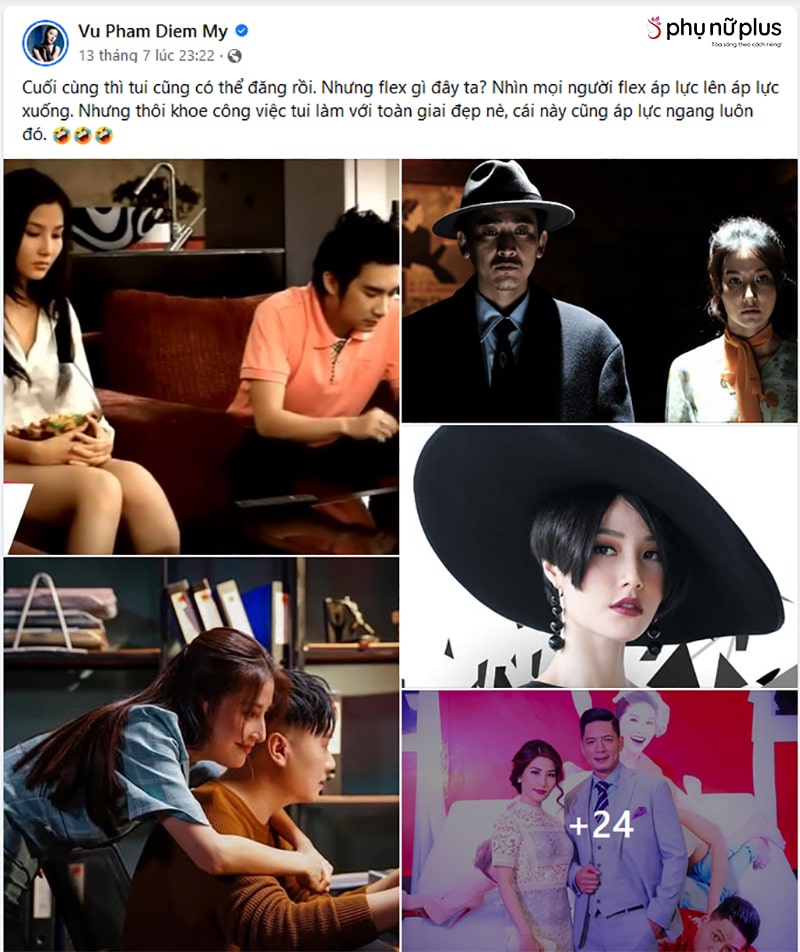 Vu Pham Diem My
phụ nữ plus
Tỏa sáng theo cách riêng!
13 tháng 7 lúc 23:22 ·
Cuối cùng thì tui cũng có thể đăng rồi. Nhưng flex gì đây ta? Nhìn mọi người flex áp lực lên áp lực
xuống. Nhưng thôi khoe công việc tui làm với toàn giai đẹp nè, cái này cũng áp lực ngang luôn
đó. 🤣🤣🤣
+24